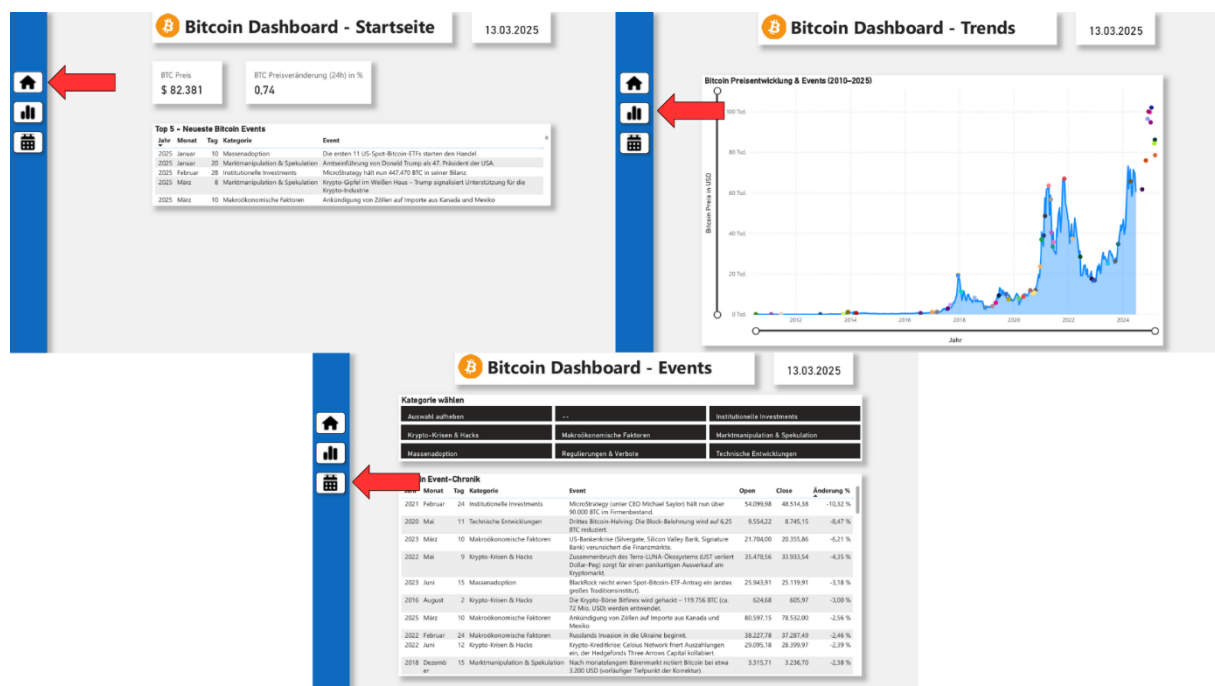 Bitcoin Dashboard - Startseite
13.03.2025
BTC Preis
$ 82.381
BTC Preisveränderung (24h) in %
0,74
Top 5 - Neueste Bitcoin Events
Jahr Monat Tag Kategorie Event
2025 Januar 10 Massenadoption Die ersten 11 US-Spot-Bitcoin-ETFs starten den Handel.
2025 Januar 20 Marktmanipulation & Spekulation Amtseinführung von Donald Trump als 47. Präsident der USA.
2025 Februar 28 Institutionelle Investments MicroStrategy hält nun 447.470 BTC in seiner Bilanz.
2025 März 8 Marktmanipulation & Spekulation Krypto-Gipfel im Weißen Haus – Trump signalisiert Unterstützung für die
Krypto-Industrie
2025 März 10 Makroökonomische Faktoren Ankündigung von Zöllen auf Importe aus Kanada und Mexiko
Bitcoin Dashboard - Trends
13.03.2025
Bitcoin Preisentwicklung & Events (2010–2025)
Bitcoin Preis in USD
100 Tsd.
80 Tsd.
60 Tsd.
40 Tsd.
20 Tsd.
0 Tsd.
2012 2014 2016 2018 2020 2022 2024
Jahr
Bitcoin Dashboard - Events
13.03.2025
Kategorie wählen
Auswahl aufheben -- Institutionelle Investments
Krypto-Krisen & Hacks Makroökonomische Faktoren Marktmanipulation & Spekulation
Massenadoption Regulierungen & Verbote Technische Entwicklungen
n Event-Chronik
Jahr Monat Tag Kategorie Event Open Close Änderung %
2021 Februar 24 Institutionelle Investments MicroStrategy (unter CEO Michael Saylor) hält nun über 54.099,98 48.514,38 -10,32 %
90.000 BTC im Firmenbestand.
2020 Mai 11 Technische Entwicklungen Drittes Bitcoin-Halving: Die Block-Belohnung wird auf 6,25 9.554,22 8.745,15 -8,47 %
BTC reduziert.
2023 März 10 Makroökonomische Faktoren US-Bankenkrise (Silvergate, Silicon Valley Bank, Signature 21.704,00 20.355,86 -6,21 %
Bank) verunsichert die Finanzmärkte.
2022 Mai 9 Krypto-Krisen & Hacks Zusammenbruch des Terra-LUNA-Ökosystems (UST verliert 35.478,56 33.933,54 -4,35 %
Dollar-Peg) sorgt für einen panikartigen Ausverkauf am
Kryptomarkt.
2023 Juni 15 Massenadoption BlackRock reicht einen Spot-Bitcoin-ETF-Antrag ein (erstes 25.943,91 25.119,91 -3,18 %
großes Traditionsinstitut).
2016 August 2 Krypto-Krisen & Hacks Die Krypto-Börse Bitfinex wird gehackt – 119.756 BTC (ca. 624,68 605,97 -3,00 %
72 Mio. USD) werden entwendet.
2025 März 10 Makroökonomische Faktoren Ankündigung von Zöllen auf Importe aus Kanada und 80.597,15 78.532,00 -2,56 %
Mexiko
2022 Februar 24 Makroökonomische Faktoren Russlands Invasion in die Ukraine beginnt. 38.227,78 37.287,49 -2,46 %
2022 Juni 12 Krypto-Krisen & Hacks Krypto-Kreditkrise: Celsius Network friert Auszahlungen 29.095,18 28.399,97 -2,39 %
ein, der Hedgefonds Three Arrows Capital kollabiert.
2018 Dezemb 15 Marktmanipulation & Spekulation Nach monatelangem Bärenmarkt notiert Bitcoin bei etwa 3.315,71 3.236,70 -2,38 %
er 3.200 USD (vorläufiger Tiefpunkt der Korrektur).